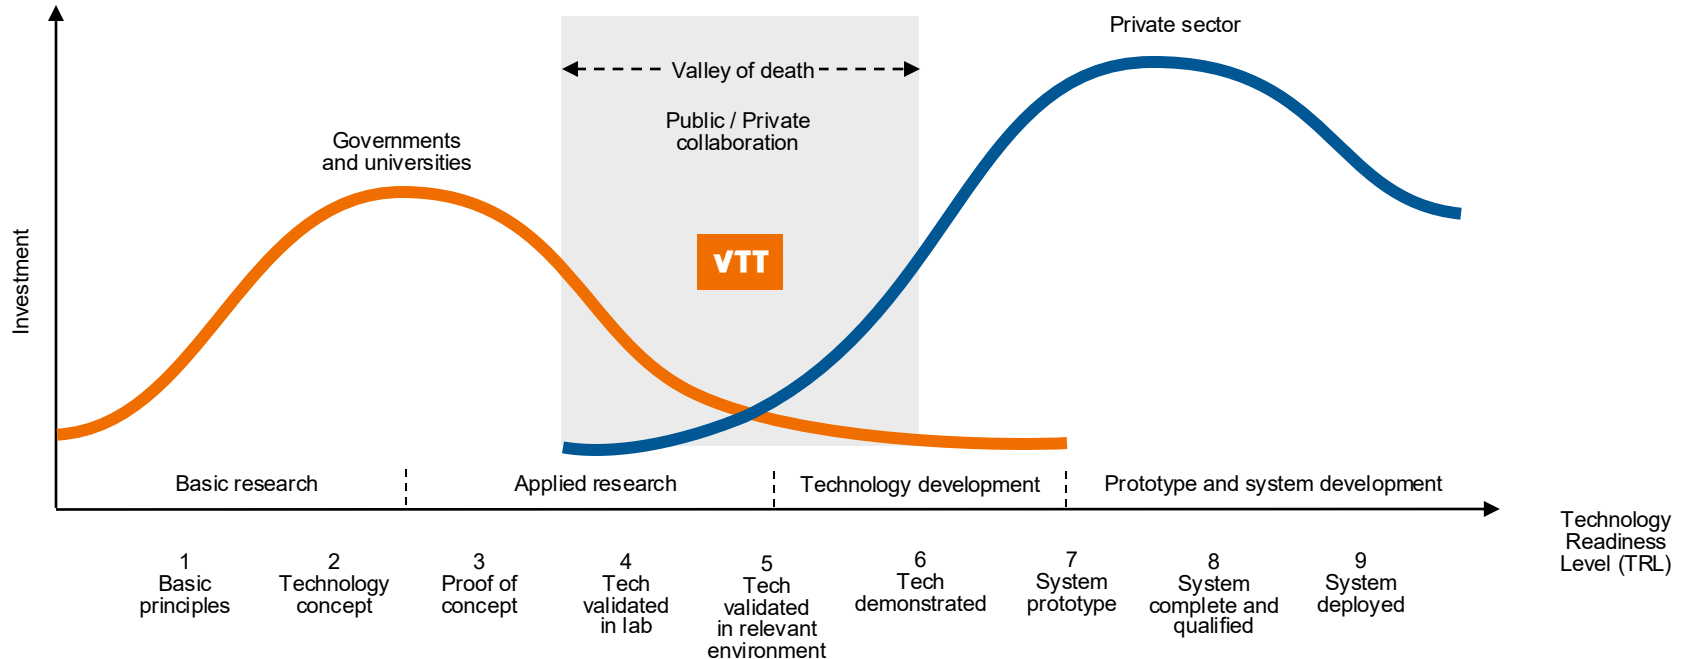 Private sector
Valley of death
Public / Private
collaboration
Governments
and universities
VTT
Investment
Basic research
Applied research
Technology development
Prototype and system development
Technology
Readiness
Level (TRL)
1
Basic
principles
2
Technology
concept
3
Proof of
concept
4
Tech
validated
in lab
5
Tech
validated
in relevant
environment
6
Tech
demonstrated
7
System
prototype
8
System
complete and
qualified
9
System
deployed